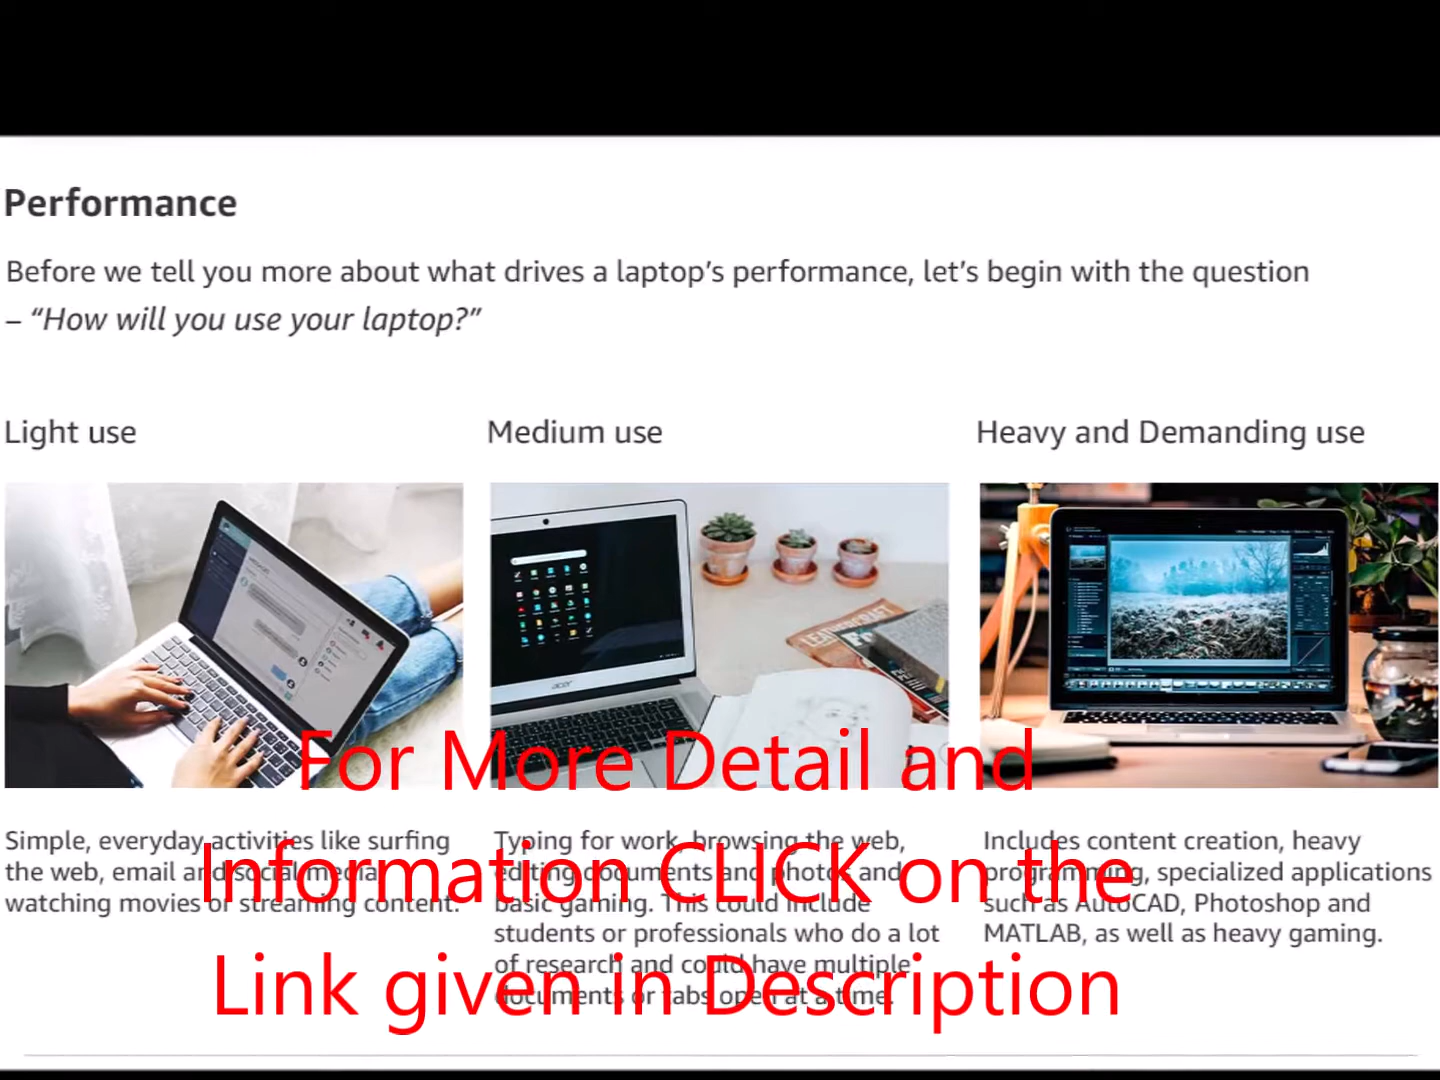 Performance
Before we tell you more about what drives a laptop’s performance, let’s begin with the question
– “How will you use your laptop?”
Light use
Simple, everyday activities like surfing
the web, email and social media,
watching movies or streaming content.
Medium use
acer
Typing for work, browsing the web,
editing documents and photos and
basic gaming. This could include
students or professionals who do a lot
of research and could have multiple
documents or tabs open at a time.
Heavy and Demanding use
Includes content creation, heavy
programming, specialized applications
such as AutoCAD, Photoshop and
MATLAB, as well as heavy gaming.
For More Detail and
Information CLICK on the
Link given in Description